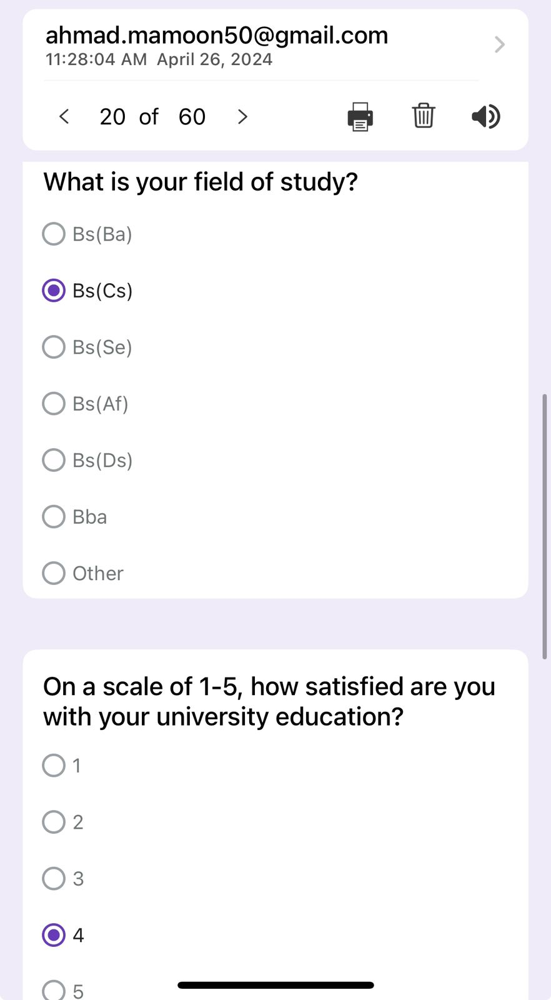 ahmad.mamoon50@gmail.com
11:28:04 AM April 26, 2024
20 of 60
What is your field of study?
Bs(Ba)
Bs(Cs)
Bs(Se)
Bs(Af)
Bs(Ds)
Bba
Other
On a scale of 1-5, how satisfied are you
with your university education?
1
2
3
4
5